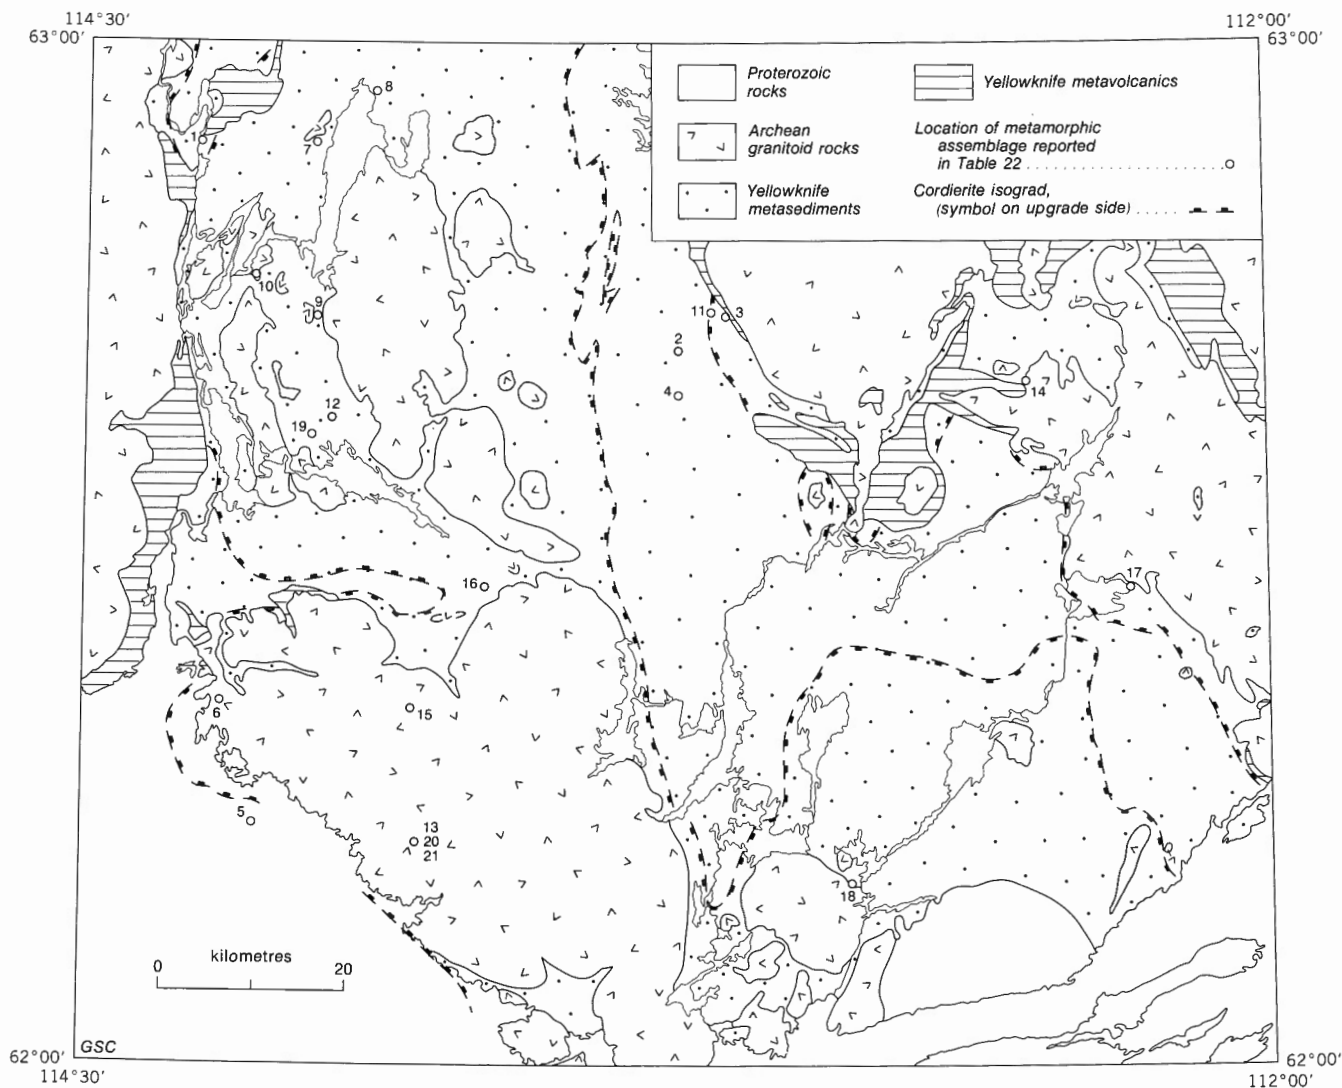 114°30′
112°00′
63°00′
63°00′
Proterozoic
rocks
Yellowknife metavolcanics
Archean
granitoid rocks
Location of metamorphic
assemblage reported
in Table 22
Yellowknife
metasediments
Cordierite isograd,
(symbol on upgrade side)
8
1
7
10
9
11
3
2
4
14
12
19
16
17
6
15
5
13
20
21
18
kilometres
0
20
GSC
62°00′
62°00′
114°30′
112°00′